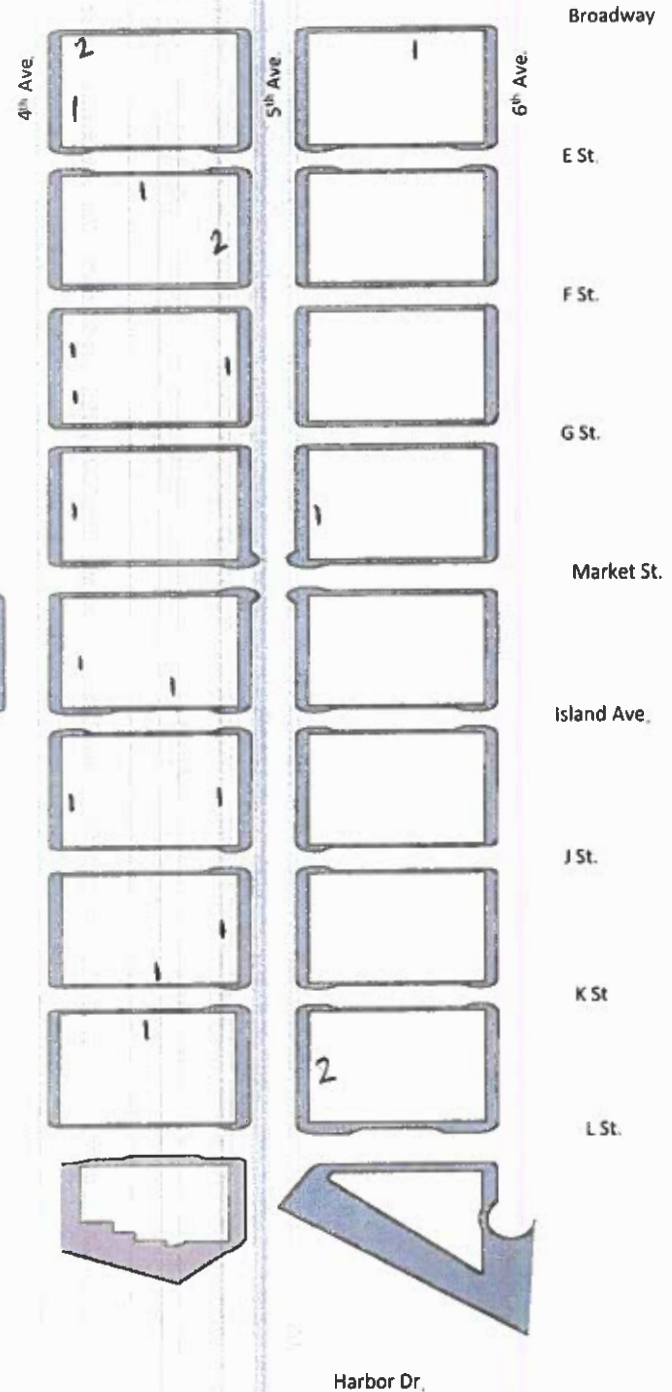 Broadway
4th Ave.
5th Ave.
6th Ave.
2
1
1
E St.
1
2
F St.
1
1
1
G St.
1
1
Market St.
1
1
Island Ave.
1
1
J St.
1
1
K St
1
2
L St.
Harbor Dr.